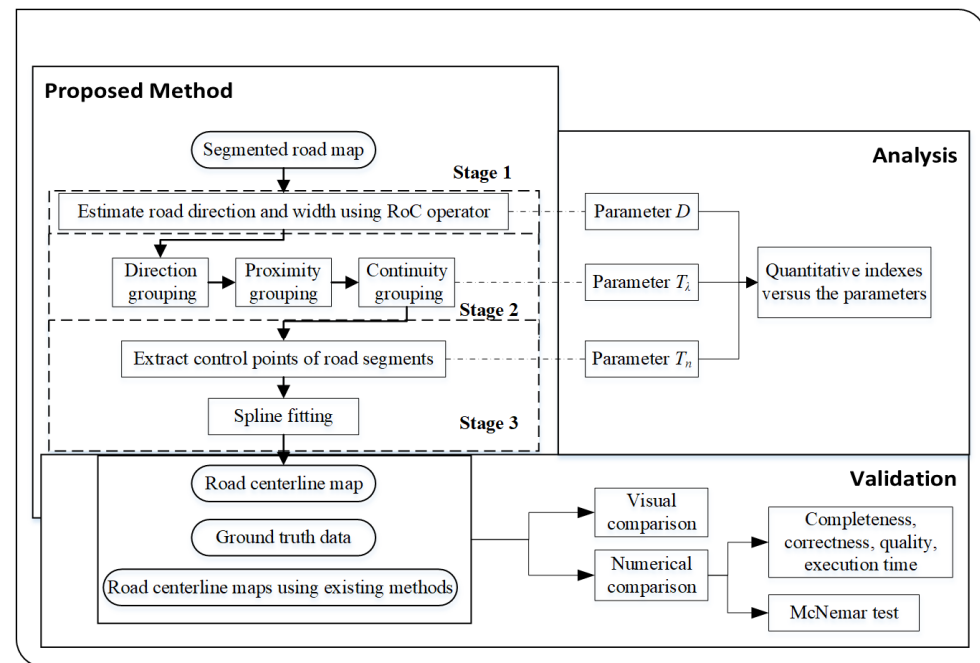 Proposed Method
Segmented road map
Stage 1
Estimate road direction and width using RoC operator
Direction
grouping
Proximity
grouping
Continuity
grouping
Stage 2
Extract control points of road segments
Spline fitting
Stage 3
Analysis
Parameter D
Parameter Tλ
Parameter Tn
Quantitative indexes
versus the parameters
Validation
Road centerline map
Ground truth data
Road centerline maps using existing methods
Visual
comparison
Numerical
comparison
Completeness,
correctness, quality,
execution time
McNemar test